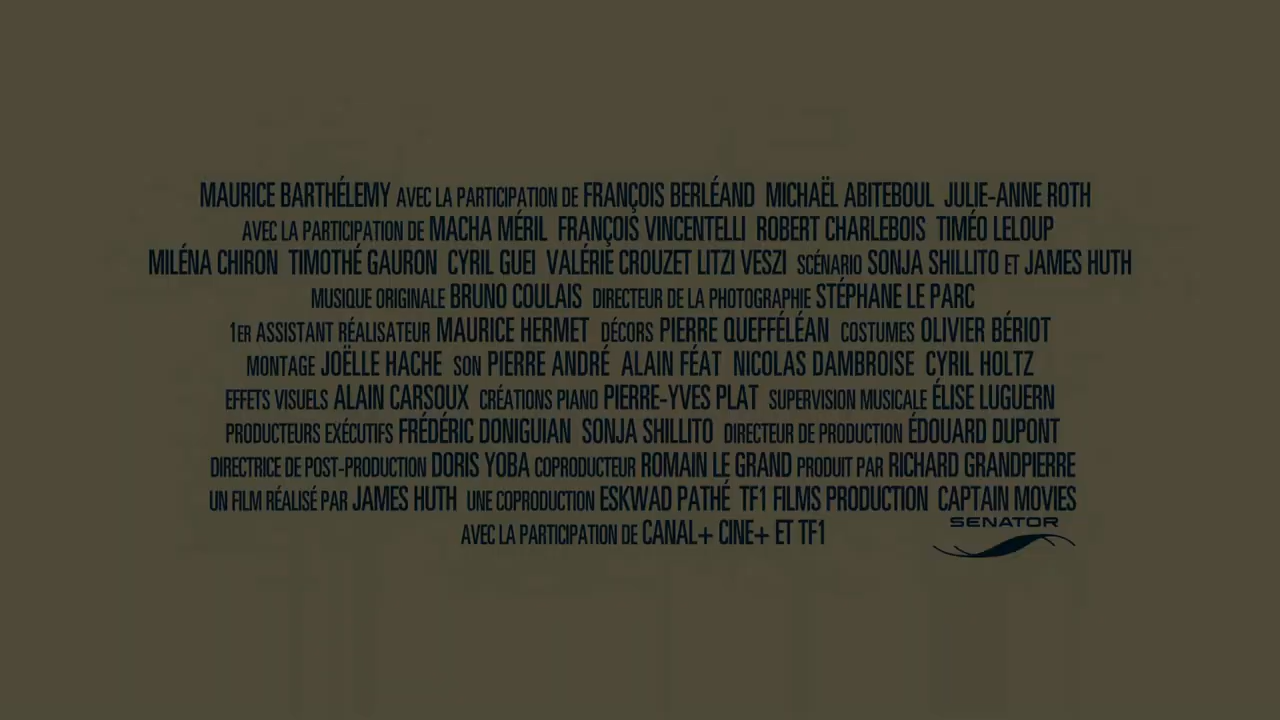 MAURICE BARTHÉLEMY AVEC LA PARTICIPATION DE FRANÇOIS BERLÉAND MICHAËL ABITEBOUL JULIE-ANNE ROTH
AVEC LA PARTICIPATION DE MACHA MÉRIL FRANÇOIS VINCENTELLI ROBERT CHARLEBOIS TIMÉO LELOUP
MILÉNA CHIRON TIMOTHÉ GAURON CYRIL GUEI VALÉRIE CROUZET LITZI VESZI SCÉNARIO SONJA SHILLITO ET JAMES HUTH
MUSIQUE ORIGINALE BRUNO COULAIS DIRECTEUR DE LA PHOTOGRAPHIE STÉPHANE LE PARC
1ER ASSISTANT RÉALISATEUR MAURICE HERMET DÉCORS PIERRE QUEFFÉLÉAN COSTUMES OLIVIER BÉRIOT
MONTAGE JOËLLE HACHE SON PIERRE ANDRÉ ALAIN FÉAT NICOLAS DAMBROISE CYRIL HOLTZ
EFFETS VISUELS ALAIN CARSOUX CRÉATIONS PIANO PIERRE-YVES PLAT SUPERVISION MUSICALE ÉLISE LUGUERN
PRODUCTEURS EXÉCUTIFS FRÉDÉRIC DONIGUIAN SONJA SHILLITO DIRECTEUR DE PRODUCTION ÉDOUARD DUPONT
DIRECTRICE DE POST-PRODUCTION DORIS YOBA COPRODUCTEUR ROMAIN LE GRAND PRODUIT PAR RICHARD GRANDPIERRE
UN FILM RÉALISÉ PAR JAMES HUTH UNE COPRODUCTION ESKWAD PATHÉ TF1 FILMS PRODUCTION CAPTAIN MOVIES
SENATOR
AVEC LA PARTICIPATION DE CANAL+ CINE+ ET TF1